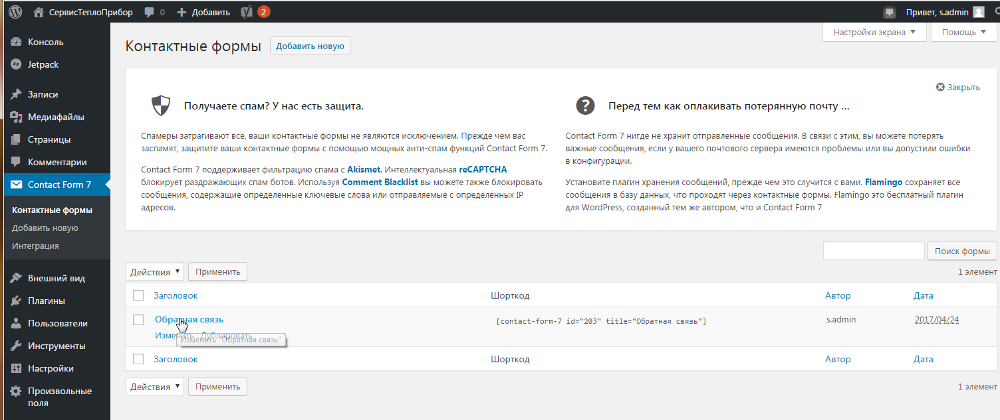 СервисТеплоПрибор 0 Добавить 2 Привет, s.admin
Настройки экрана Помощь
Консоль
Jetpack
Записи
Медиафайлы
Страницы
Комментарии
Contact Form 7
Контактные формы
Добавить новую
Интеграция
Внешний вид
Плагины
Пользователи
Инструменты
Настройки
Произвольные
поля
Контактные формы Добавить новую
Закрыть
Получаете спам? У нас есть защита.
Спамеры затрагивают всё, ваши контактные формы не являются исключением. Прежде чем вас
заспамят, защитите ваши контактные формы с помощью мощных анти-спам функций Contact Form 7.
Contact Form 7 поддерживает фильтрацию спама с Akismet. Интеллектуальная reCAPTCHA
блокирует раздражающих спам ботов. Используя Comment Blacklist вы можете также блокировать
сообщения, содержащие определенные ключевые слова или отправляемые с определённых IP
адресов.
Перед тем как оплакивать потерянную почту ...
Contact Form 7 нигде не хранит отправленные сообщения. В связи с этим, вы можете потерять
важные сообщения, если у вашего почтового сервера имеются проблемы или вы допустили ошибки
в конфигурации.
Установите плагин хранения сообщений, прежде чем это случится с вами. Flamingo сохраняет все
сообщения в базу данных, что проходят через контактные формы. Flamingo это бесплатный плагин
для WordPress, созданный тем же автором, что и Contact Form 7
Поиск формы
Действия Применить 1 элемент
Заголовок Шорткод Автор Дата
Обратная связь [contact-form-7 id="203" title="Обратная связь"] s.admin 2017/04/24
Изменить | Дублировать
Изменить "Обратная связь"
Заголовок Шорткод Автор Дата
Действия Применить 1 элемент